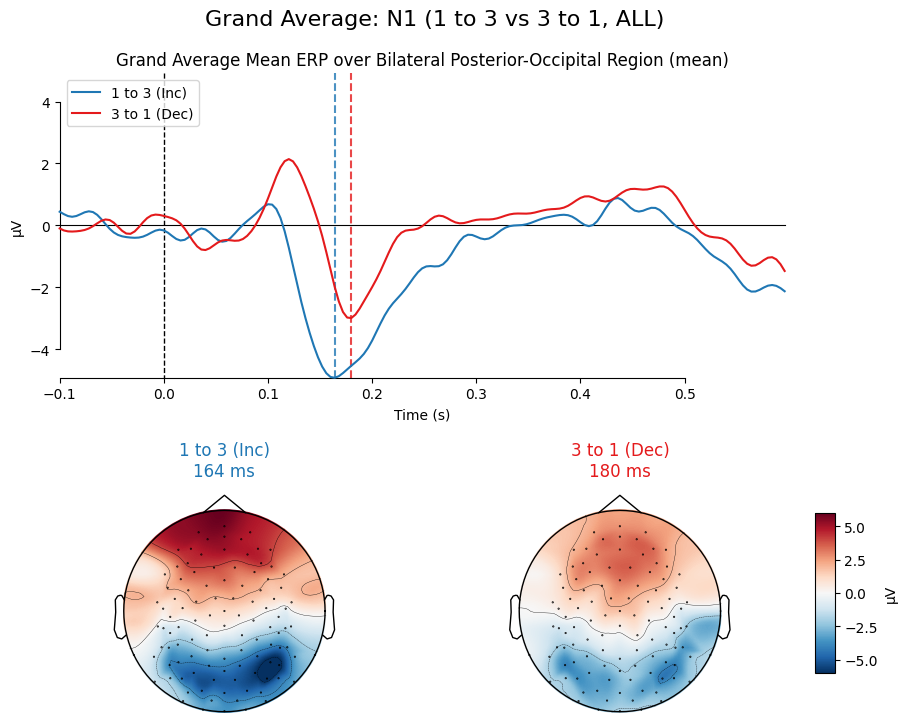 Grand Average: N1 (1 to 3 vs 3 to 1, ALL)
Grand Average Mean ERP over Bilateral Posterior-Occipital Region (mean)
1 to 3 (Inc)
3 to 1 (Dec)
4
2
0
−2
−4
µV
−0.1 0.0 0.1 0.2 0.3 0.4 0.5
Time (s)
1 to 3 (Inc)
164 ms
3 to 1 (Dec)
180 ms
5.0
2.5
0.0
−2.5
−5.0
µV